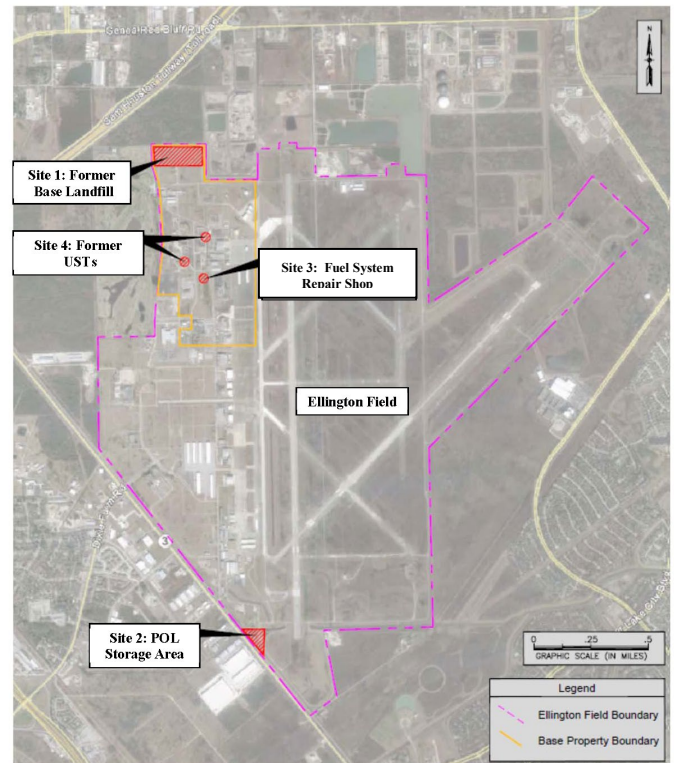 N
Site 1: Former
Base Landfill
Site 4: Former
USTs
Site 3: Fuel System
Repair Shop
Ellington Field
3
Site 2: POL
Storage Area
0 .25 .5
GRAPHIC SCALE (IN MILES)
Legend
Ellington Field Boundary
Base Property Boundary